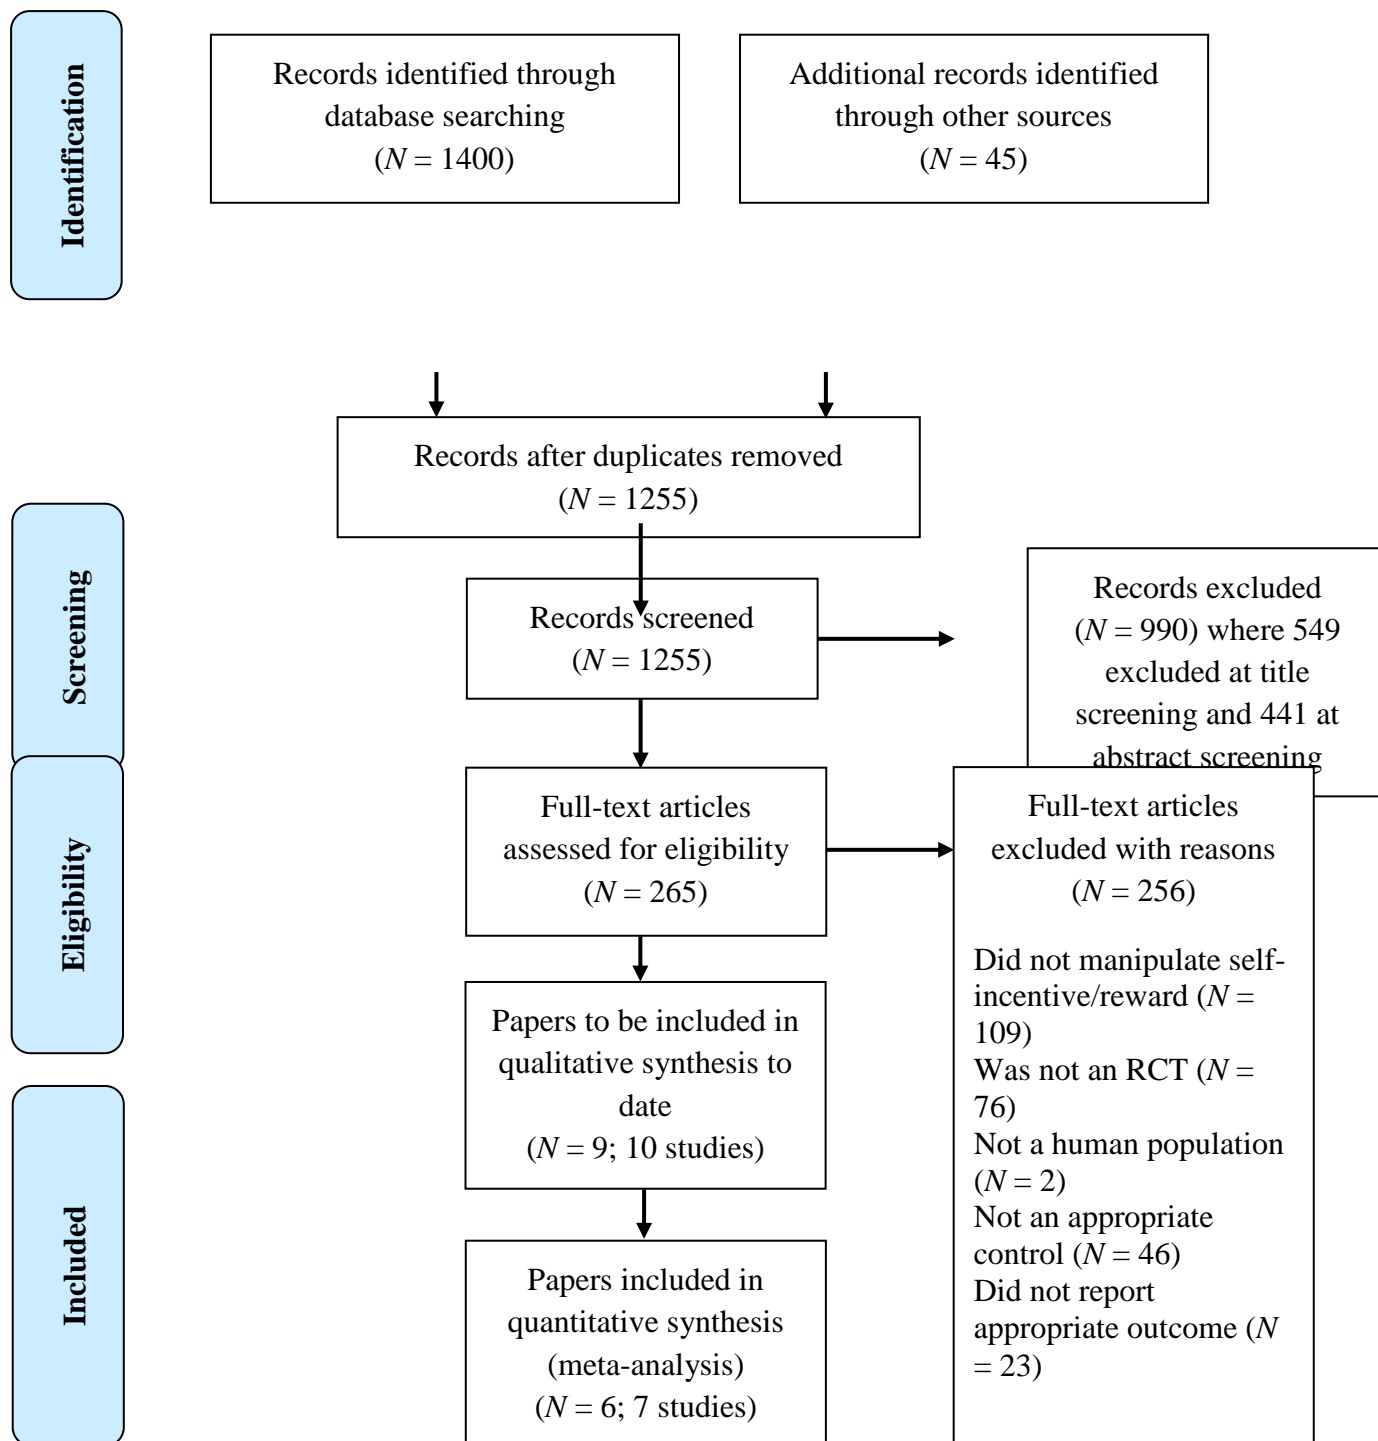 Identification
Records identified through
database searching
(N = 1400)
Additional records identified
through other sources
(N = 45)
Records after duplicates removed
(N = 1255)
Screening
Records screened
(N = 1255)
Records excluded
(N = 990) where 549
excluded at title
screening and 441 at
abstract screening
Eligibility
Full-text articles
assessed for eligibility
(N = 265)
Full-text articles
excluded with reasons
(N = 256)
Did not manipulate self-
incentive/reward (N =
109)
Was not an RCT (N =
76)
Not a human population
(N = 2)
Not an appropriate
control (N = 46)
Did not report
appropriate outcome (N
= 23)
Papers to be included in
qualitative synthesis to
date
(N = 9; 10 studies)
Included
Papers included in
quantitative synthesis
(meta-analysis)
(N = 6; 7 studies)